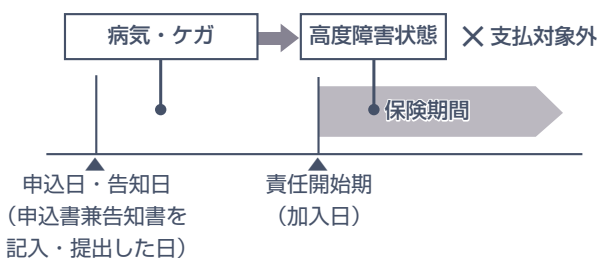 病気・ケガ
高度障害状態
× 支払対象外
保険期間
申込日・告知日
（申込書兼告知書を
記入・提出した日）
責任開始期
（加入日）